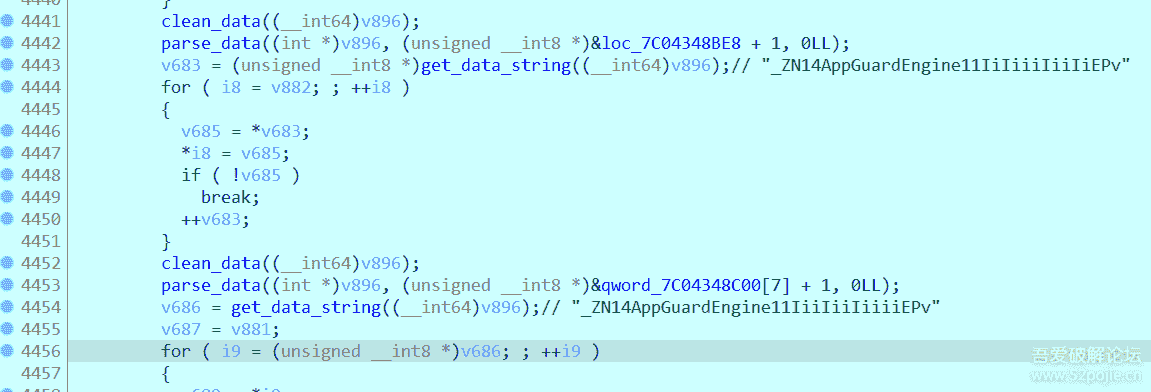 4440 }
4441 clean_data((__int64)v896);
4442 parse_data((int *)v896, (unsigned __int8 *)&loc_7C04348BE8 + 1, 0LL);
4443 v683 = (unsigned __int8 *)get_data_string((__int64)v896);// "_ZN14AppGuardEngine11IiIiiiIiiIiEPv"
4444 for ( i8 = v882; ; ++i8 )
4445 {
4446 v685 = *v683;
4447 *i8 = v685;
4448 if ( !v685 )
4449 break;
4450 ++v683;
4451 }
4452 clean_data((__int64)v896);
4453 parse_data((int *)v896, (unsigned __int8 *)&qword_7C04348C00[7] + 1, 0LL);
4454 v686 = get_data_string((__int64)v896);// "_ZN14AppGuardEngine11IiiIiiIiiiiEPv"
4455 v687 = v881;
4456 for ( i9 = (unsigned __int8 *)v686; ; ++i9 )
4457 {
吾爱破解论坛
www.52pojie.cn